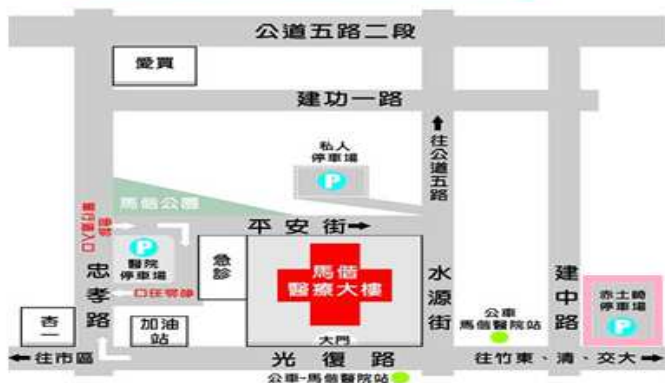 公道五路二段
愛買
建功一路
私人
停車場
P
往公道五路
馬偕公園
平安街
急診
P
醫院
停車場
馬偕
醫療大樓
水源街
建中路
赤土崎
停車場
P
忠孝路
杏一
加油
站
大門
公車
馬偕醫院站
往市區
光復路
往竹東、清、交大
公車-馬偕醫院站